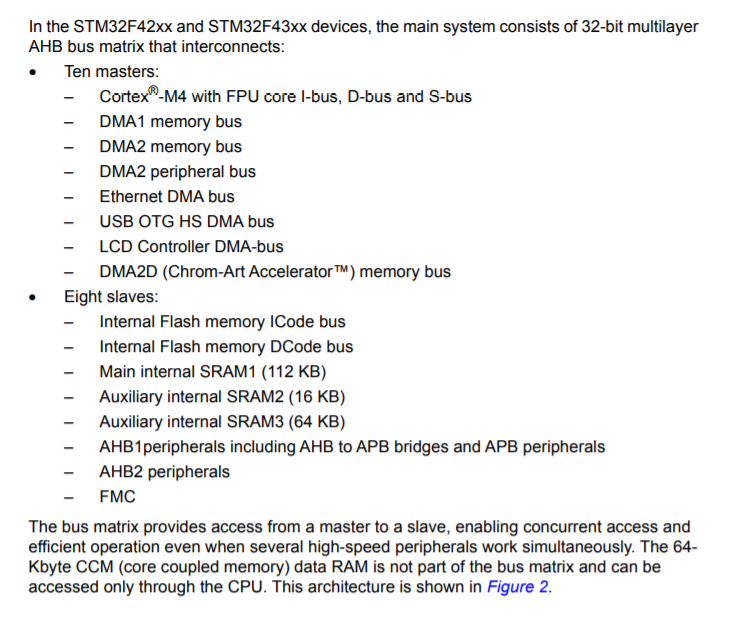 In the STM32F42xx and STM32F43xx devices, the main system consists of 32-bit multilayer
AHB bus matrix that interconnects:
• Ten masters:
– Cortex®-M4 with FPU core I-bus, D-bus and S-bus
– DMA1 memory bus
– DMA2 memory bus
– DMA2 peripheral bus
– Ethernet DMA bus
– USB OTG HS DMA bus
– LCD Controller DMA-bus
– DMA2D (Chrom-Art Accelerator™) memory bus
• Eight slaves:
– Internal Flash memory ICode bus
– Internal Flash memory DCode bus
– Main internal SRAM1 (112 KB)
– Auxiliary internal SRAM2 (16 KB)
– Auxiliary internal SRAM3 (64 KB)
– AHB1peripherals including AHB to APB bridges and APB peripherals
– AHB2 peripherals
– FMC
The bus matrix provides access from a master to a slave, enabling concurrent access and
efficient operation even when several high-speed peripherals work simultaneously. The 64-
Kbyte CCM (core coupled memory) data RAM is not part of the bus matrix and can be
accessed only through the CPU. This architecture is shown in Figure 2.